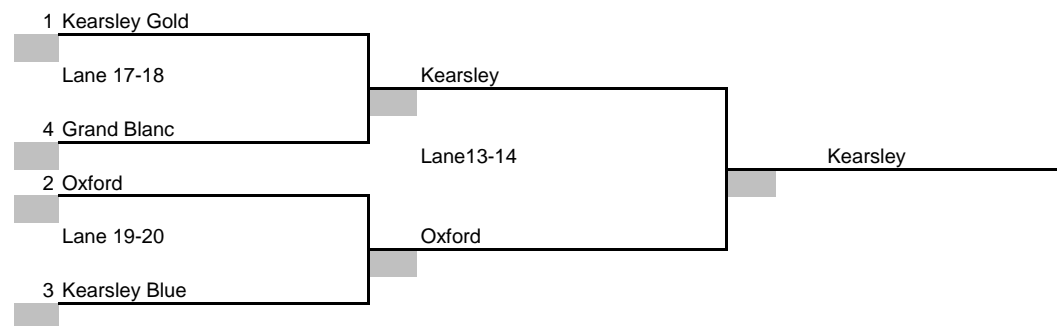 1 Kearsley Gold
Lane 17-18
Kearsley
4 Grand Blanc
Lane13-14
Kearsley
2 Oxford
Lane 19-20
Oxford
3 Kearsley Blue